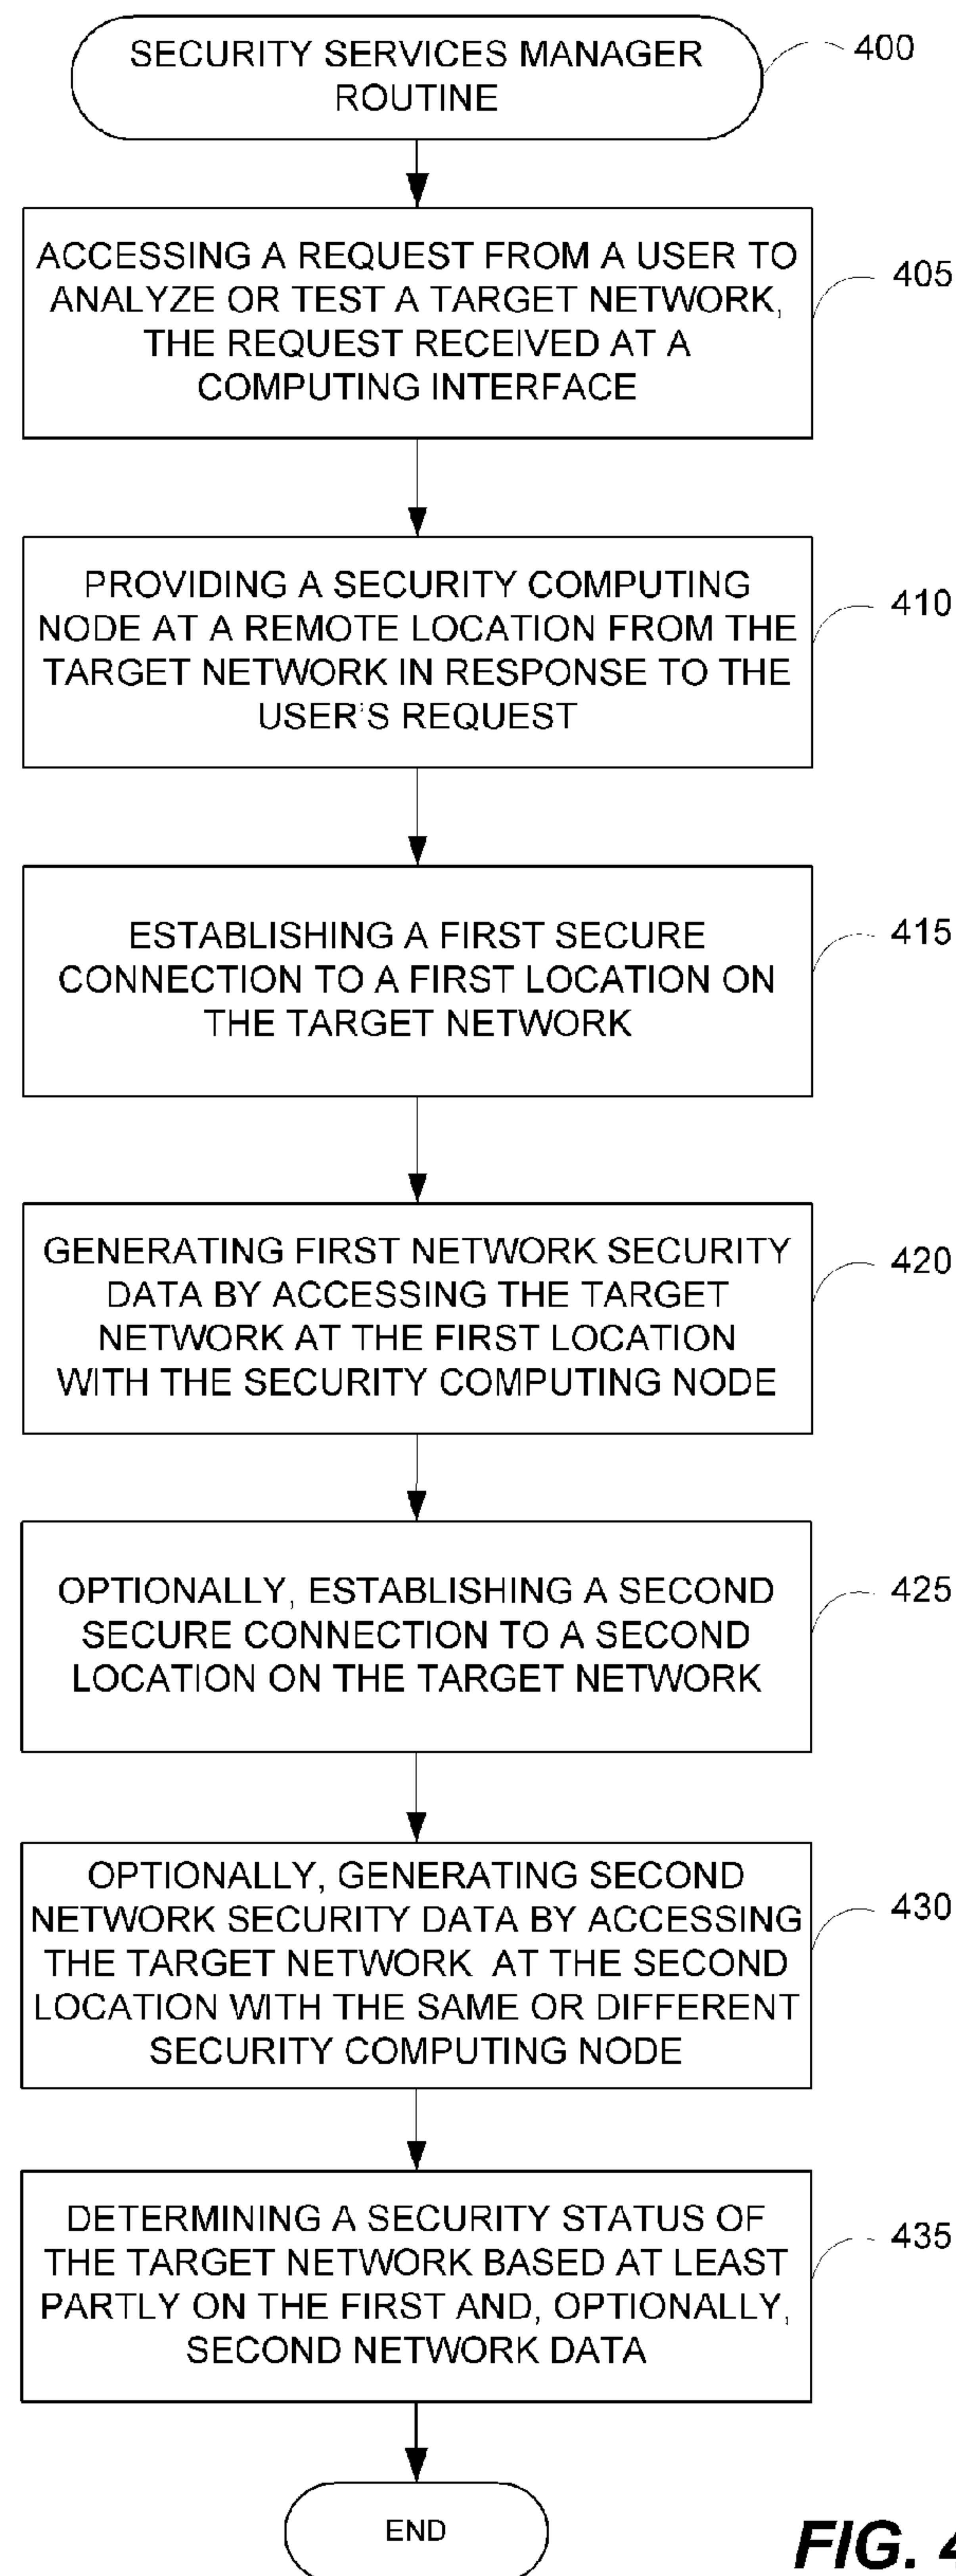 SECURITY SERVICES MANAGER
ROUTINE
400
ACCESSING A REQUEST FROM A USER TO
ANALYZE OR TEST A TARGET NETWORK,
THE REQUEST RECEIVED AT A
COMPUTING INTERFACE
405
PROVIDING A SECURITY COMPUTING
NODE AT A REMOTE LOCATION FROM THE
TARGET NETWORK IN RESPONSE TO THE
USER'S REQUEST
410
ESTABLISHING A FIRST SECURE
CONNECTION TO A FIRST LOCATION ON
THE TARGET NETWORK
415
GENERATING FIRST NETWORK SECURITY
DATA BY ACCESSING THE TARGET
NETWORK AT THE FIRST LOCATION
WITH THE SECURITY COMPUTING NODE
420
OPTIONALLY, ESTABLISHING A SECOND
SECURE CONNECTION TO A SECOND
LOCATION ON THE TARGET NETWORK
425
OPTIONALLY, GENERATING SECOND
NETWORK SECURITY DATA BY ACCESSING
THE TARGET NETWORK AT THE SECOND
LOCATION WITH THE SAME OR DIFFERENT
SECURITY COMPUTING NODE
430
DETERMINING A SECURITY STATUS OF
THE TARGET NETWORK BASED AT LEAST
PARTLY ON THE FIRST AND, OPTIONALLY,
SECOND NETWORK DATA
435
END
FIG. 4